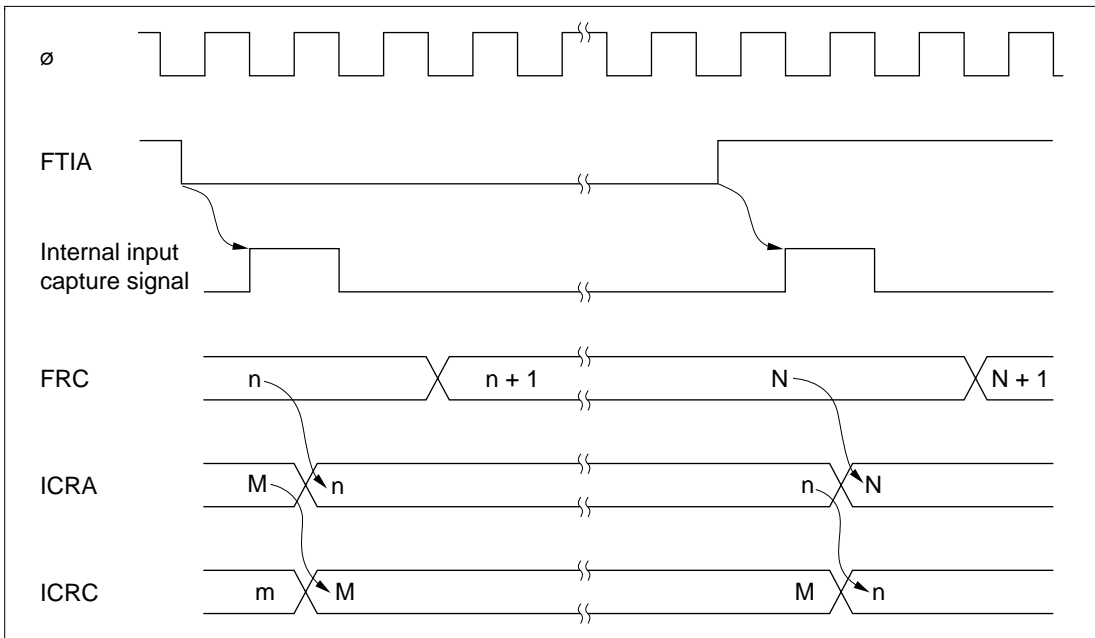 ø
FTIA
Internal input
capture signal
FRC n n + 1 N N + 1
ICRA M n n N
ICRC m M M n